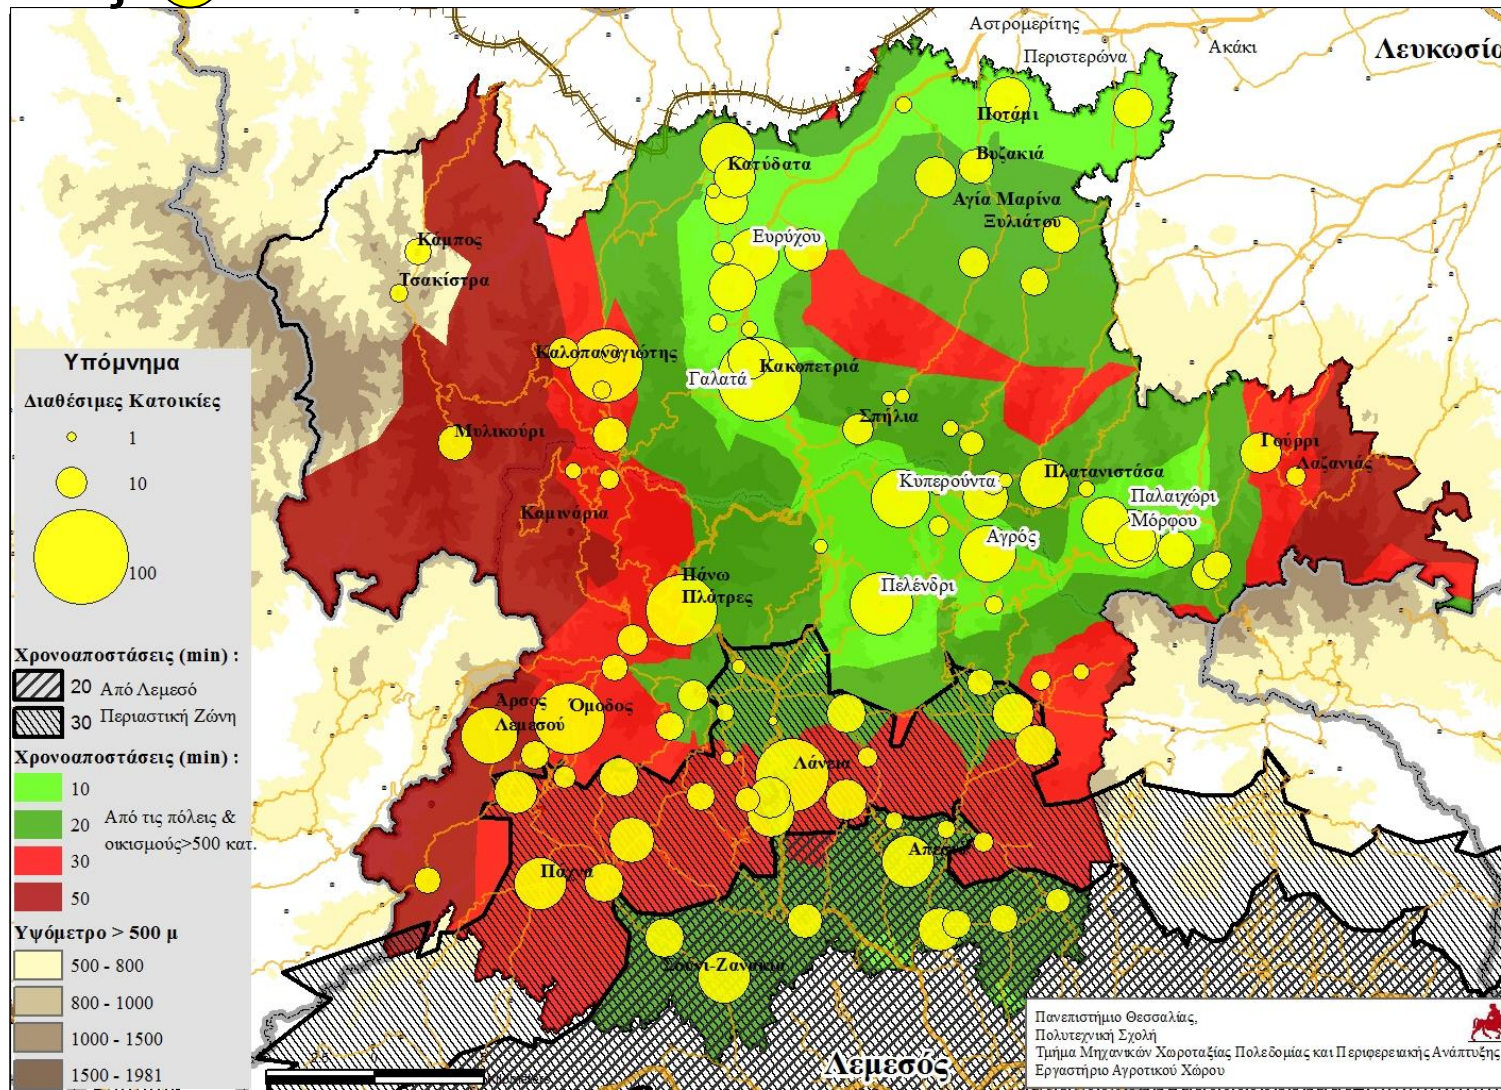 Αστρομερίτης
Περιστερώνα
Ακάκι
Λευκωσία
Ποτάμι
Κατύδατα
Βυζακιά
Αγία Μαρίνα
Ξυλιάτου
Ευρύχου
Κάμπος
Τσακίστρα
Καλοπαναγιώτης
Γαλατά
Κακοπετριά
Σπήλια
Μυλικούρι
Γούρρι
Λαζανιάς
Πλατανιστάσα
Κυπερούντα
Παλαιχώρι
Μόρφου
Καμινάρια
Αγρός
Πάνω
Πλάτρες
Πελένδρι
Άρσος
Λεμεσού
Όμοδος
Λάνεια
Πάχνα
Σούνι-Ζανακιά
Λεμεσός
Υπόμνημα
Διαθέσιμες Κατοικίες
1
10
100
Χρονοαποστάσεις (min) :
20 Από Λεμεσό
30 Περιαστική Ζώνη
Χρονοαποστάσεις (min) :
10
20 Από τις πόλεις &
οικισμούς>500 κατ.
30
50
Υψόμετρο > 500 μ
500 - 800
800 - 1000
1000 - 1500
1500 - 1981
Πανεπιστήμιο Θεσσαλίας,
Πολυτεχνική Σχολή
Τμήμα Μηχανικών Χωροταξίας Πολεδομίας και Περιφερειακής Ανάπτυξης
Εργαστήριο Αγροτικού Χώρου